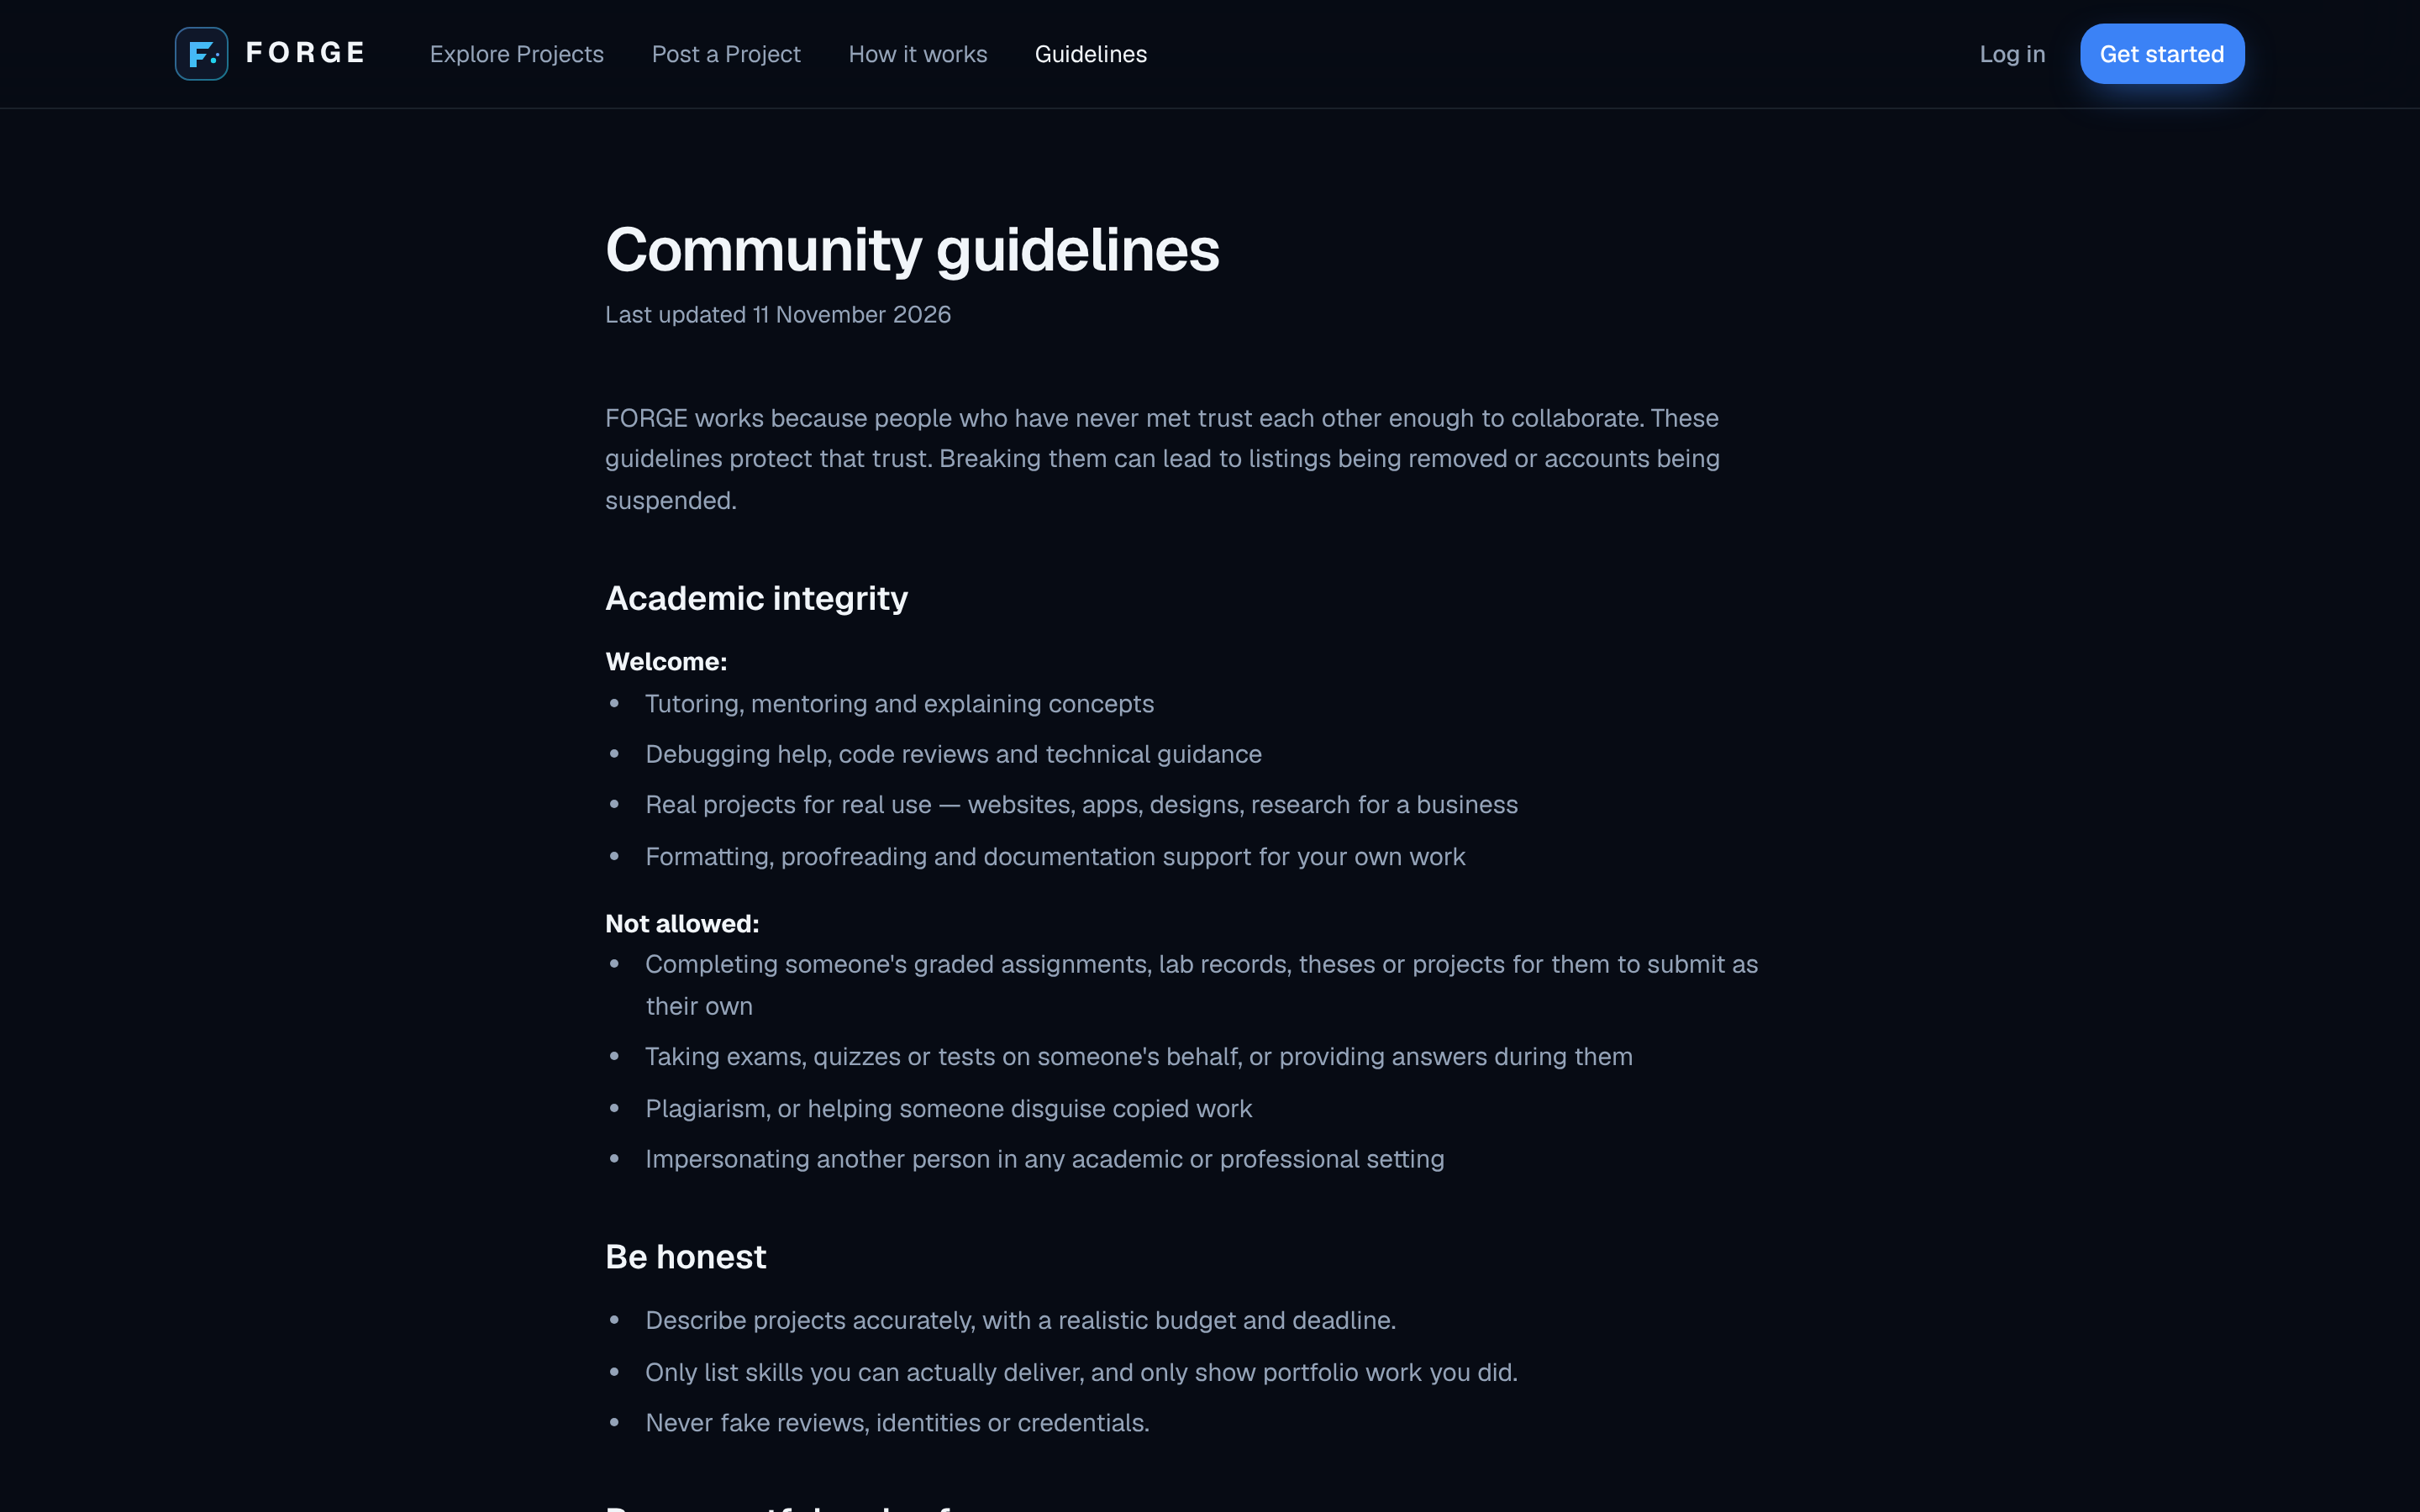 FORGE
Explore Projects
Post a Project
How it works
Guidelines
Log in
Get started
Community guidelines
Last updated 11 November 2026
FORGE works because people who have never met trust each other enough to collaborate. These
guidelines protect that trust. Breaking them can lead to listings being removed or accounts being
suspended.
Academic integrity
Welcome:
• Tutoring, mentoring and explaining concepts
• Debugging help, code reviews and technical guidance
• Real projects for real use — websites, apps, designs, research for a business
• Formatting, proofreading and documentation support for your own work
Not allowed:
• Completing someone's graded assignments, lab records, theses or projects for them to submit as
their own
• Taking exams, quizzes or tests on someone's behalf, or providing answers during them
• Plagiarism, or helping someone disguise copied work
• Impersonating another person in any academic or professional setting
Be honest
• Describe projects accurately, with a realistic budget and deadline.
• Only list skills you can actually deliver, and only show portfolio work you did.
• Never fake reviews, identities or credentials.